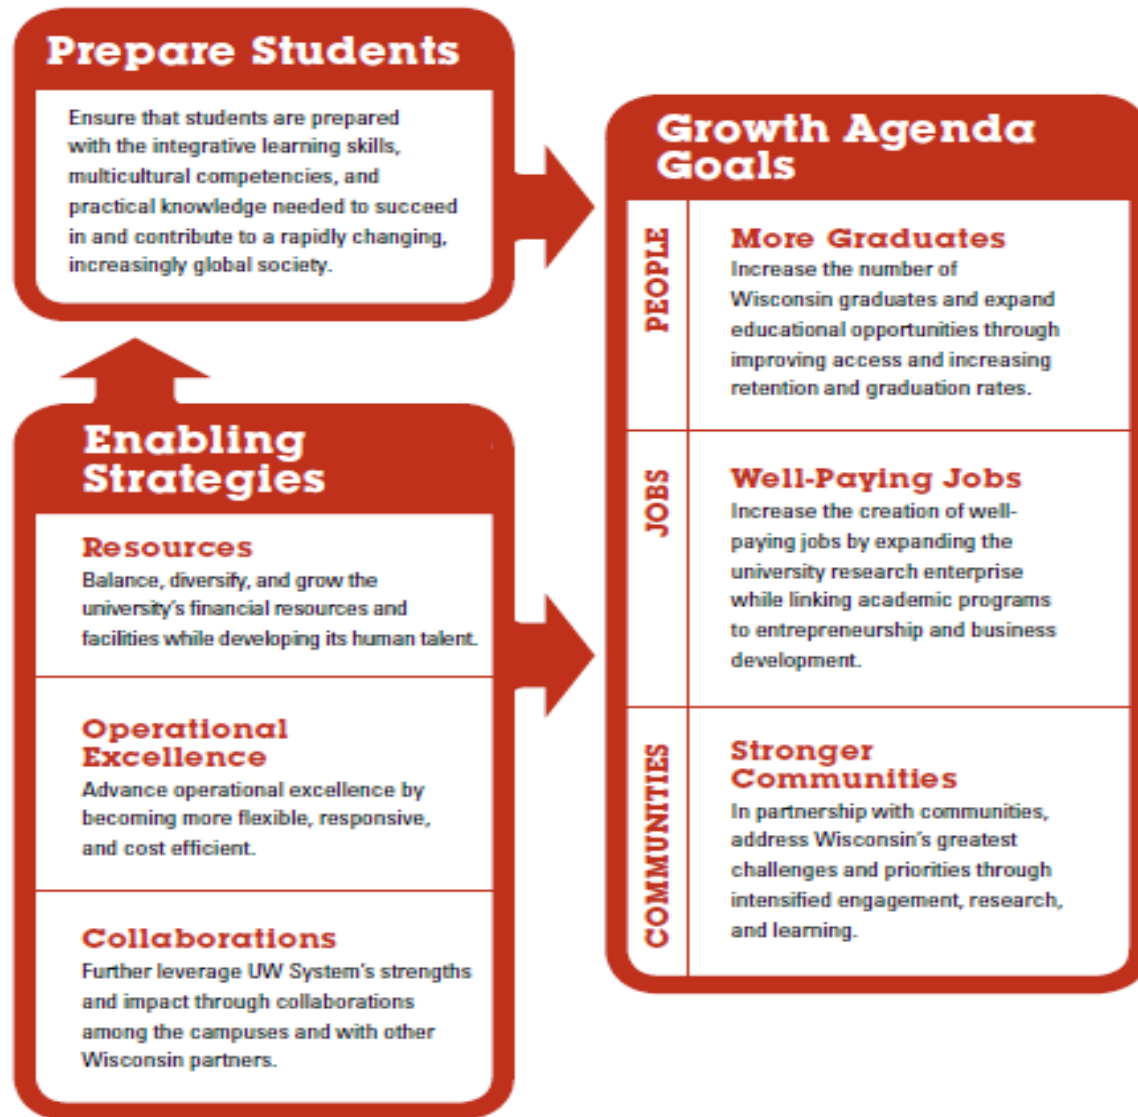 Prepare Students
Ensure that students are prepared
with the integrative learning skills,
multicultural competencies, and
practical knowledge needed to succeed
in and contribute to a rapidly changing,
increasingly global society.
Enabling
Strategies
Resources
Balance, diversify, and grow the
university's financial resources and
facilities while developing its human talent.
Operational
Excellence
Advance operational excellence by
becoming more flexible, responsive,
and cost efficient.
Collaborations
Further leverage UW System's strengths
and impact through collaborations
among the campuses and with other
Wisconsin partners.
Growth Agenda
Goals
PEOPLE
More Graduates
Increase the number of
Wisconsin graduates and expand
educational opportunities through
improving access and increasing
retention and graduation rates.
JOBS
Well-Paying Jobs
Increase the creation of well-
paying jobs by expanding the
university research enterprise
while linking academic programs
to entrepreneurship and business
development.
COMMUNITIES
Stronger
Communities
In partnership with communities,
address Wisconsin's greatest
challenges and priorities through
intensified engagement, research,
and learning.